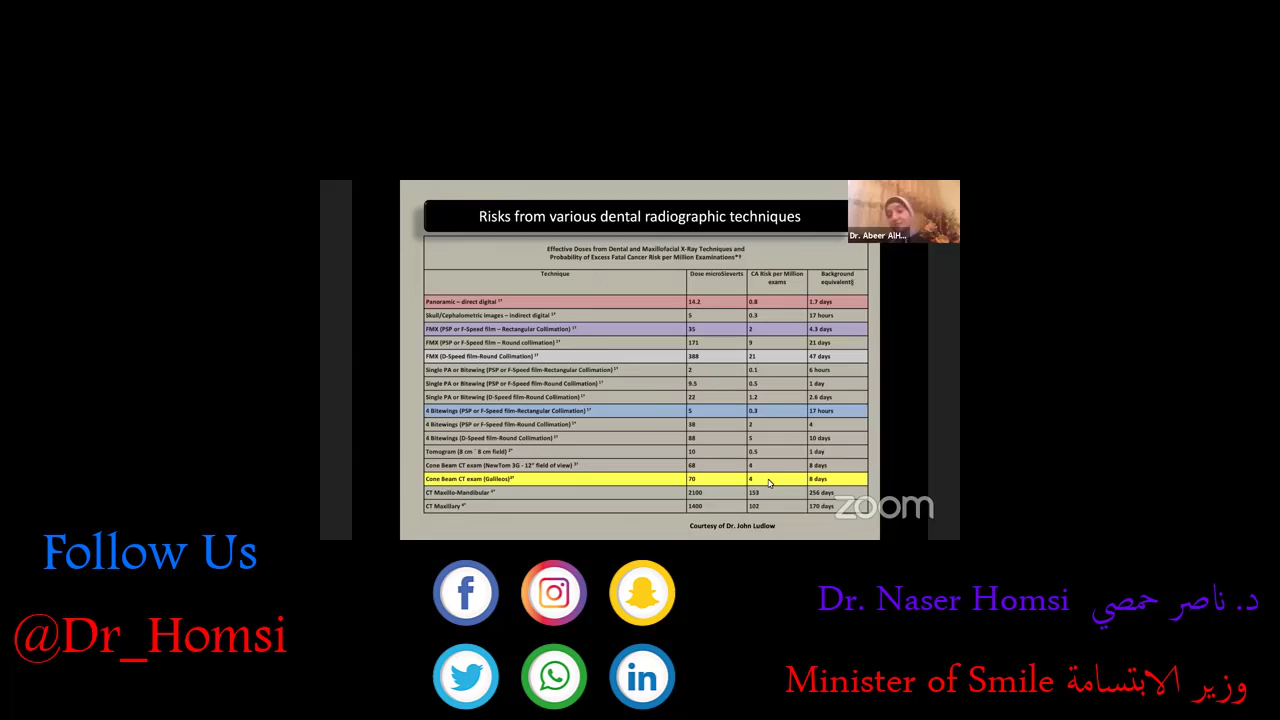 Risks from various dental radiographic techniques
Dr. Abeer AlH...
Effective Doses from Dental and Maxillofacial X-Ray Techniques and
Probability of Excess Fatal Cancer Risk per Million Examinations*†
Technique Dose microSieverts CA Risk per Million exams Background equivalent§
Panoramic – direct digital 14.2 0.8 1.7 days
Skull/Cephalometric images – indirect digital 5 0.3 17 hours
FMX (PSP or F-Speed film – Rectangular Collimation) 35 2 4.3 days
FMX (PSP or F-Speed film – Round collimation) 171 9 21 days
FMX (D-Speed film-Round Collimation) 388 21 47 days
Single PA or Bitewing (PSP or F-Speed film-Rectangular Collimation) 2 0.1 6 hours
Single PA or Bitewing (PSP or F-Speed film-Round Collimation) 9.5 0.5 1 day
Single PA or Bitewing (D-Speed film-Round Collimation) 22 1.2 2.6 days
4 Bitewings (PSP or F-Speed film-Rectangular Collimation) 5 0.3 17 hours
4 Bitewings (PSP or F-Speed film-Round Collimation) 38 2 4
4 Bitewings (D-Speed film-Round Collimation) 88 5 10 days
Tomogram (8 cm ˙ 8 cm field) 10 0.5 1 day
Cone Beam CT exam (NewTom 3G - 12" field of view) 68 4 8 days
Cone Beam CT exam (Galileos) 70 4 8 days
CT Maxillo-Mandibular 2100 153 256 days
CT Maxillary 1400 102 170 days
zoom
Courtesy of Dr. John Ludlow
Follow Us
@Dr_Homsi
Dr. Naser Homsi د. ناصر حمصي
Minister of Smile وزير الابتسامة